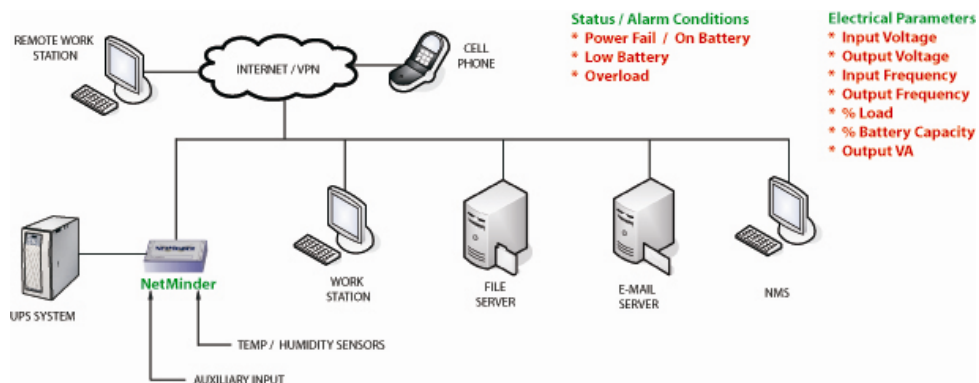 Status / Alarm Conditions
* Power Fail / On Battery
* Low Battery
* Overload
Electrical Parameters
* Input Voltage
* Output Voltage
* Input Frequency
* Output Frequency
* % Load
* % Battery Capacity
* Output VA
REMOTE WORK
STATION
INTERNET / VPN
CELL
PHONE
UPS SYSTEM
NetMinder
WORK
STATION
FILE
SERVER
E-MAIL
SERVER
NMS
TEMP / HUMIDITY SENSORS
AUXILIARY INPUT